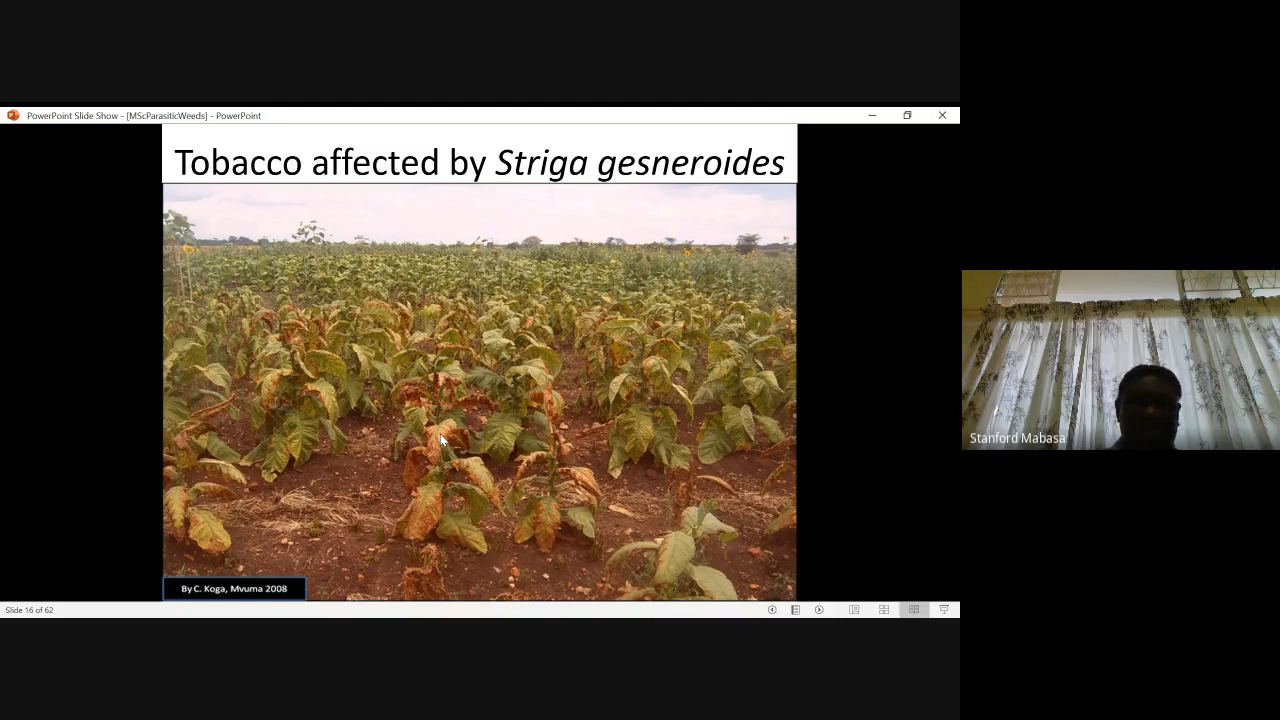 PowerPoint Slide Show - [MScParasiticWeeds] - PowerPoint
Tobacco affected by Striga gesneroides
By C. Koga, Mvuma 2008
Slide 16 of 62
Stanford Mabasa